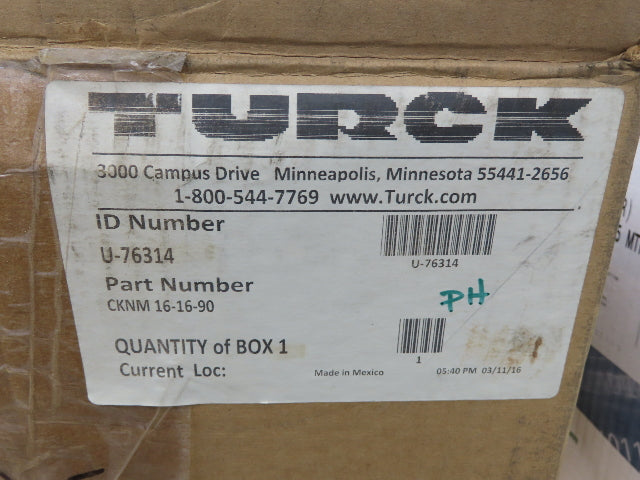 TURCK
3000 Campus Drive Minneapolis, Minnesota 55441-2656
1-800-544-7769 www.Turck.com
ID Number
U-76314
U-76314
Part Number
CKNM 16-16-90
PH
QUANTITY of BOX 1
1
Current Loc:
Made in Mexico
05:40 PM 03/11/16